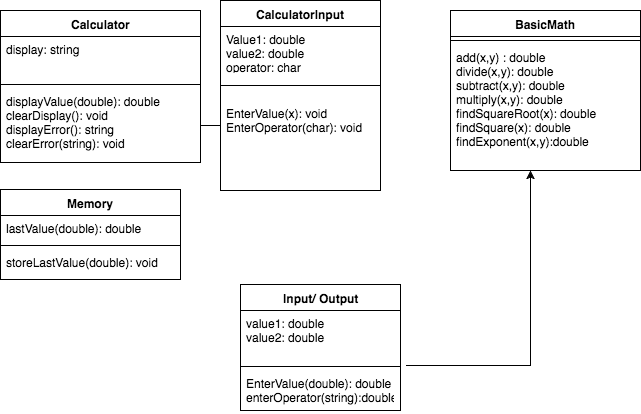 Calculator
display: string
displayValue(double): double
clearDisplay(): void
displayError(): string
clearError(string): void
CalculatorInput
Value1: double
value2: double
operator: char
EnterValue(x): void
EnterOperator(char): void
BasicMath
add(x,y) : double
divide(x,y): double
subtract(x,y): double
multiply(x,y): double
findSquareRoot(x): double
findSquare(x): double
findExponent(x,y):double
Memory
lastValue(double): double
storeLastValue(double): void
Input/ Output
value1: double
value2: double
EnterValue(double): double
enterOperator(string):double